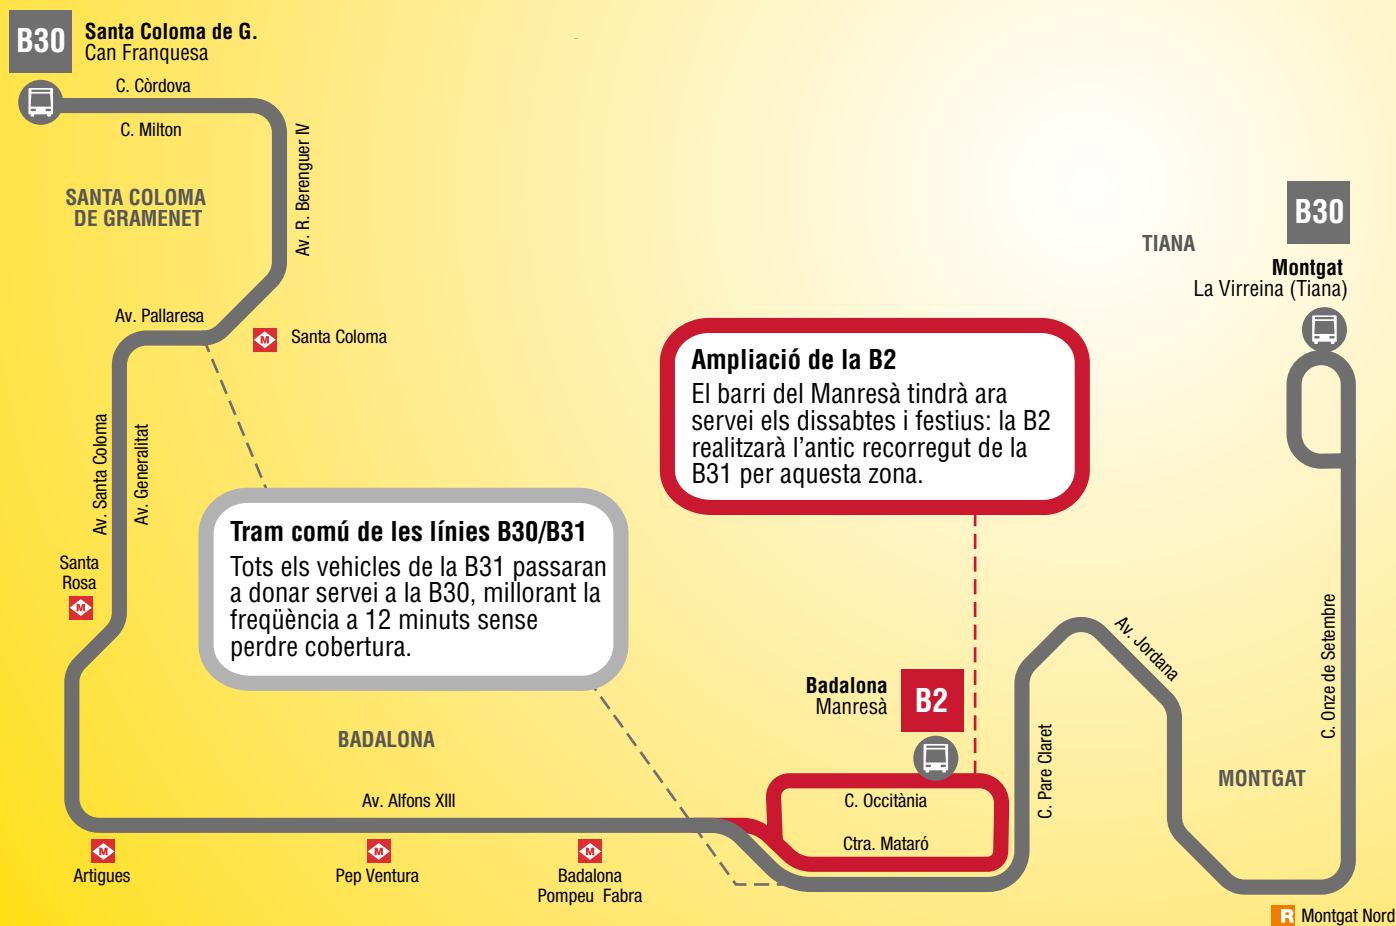 B30
Santa Coloma de G.
Can Franquesa
C. Còrdova
C. Milton
Av. R. Berenguer IV
SANTA COLOMA
DE GRAMENET
B30
TIANA
Montgat
La Virreina (Tiana)
Av. Pallaresa
M
Santa Coloma
Ampliació de la B2
El barri del Manresà tindrà ara
servei els dissabtes i festius: la B2
realitzarà l'antic recorregut de la
B31 per aquesta zona.
Av. Santa Coloma
Av. Generalitat
Tram comú de les línies B30/B31
Tots els vehicles de la B31 passaran
a donar servei a la B30, millorant la
freqüència a 12 minuts sense
perdre cobertura.
Santa
Rosa
M
Av. Jordana
C. Onze de Setembre
Badalona
Manresà
B2
BADALONA
C. Pare Claret
MONTGAT
Av. Alfons XIII
C. Occitània
Ctra. Mataró
M
Artigues
M
Pep Ventura
M
Badalona
Pompeu Fabra
R Montgat Nord